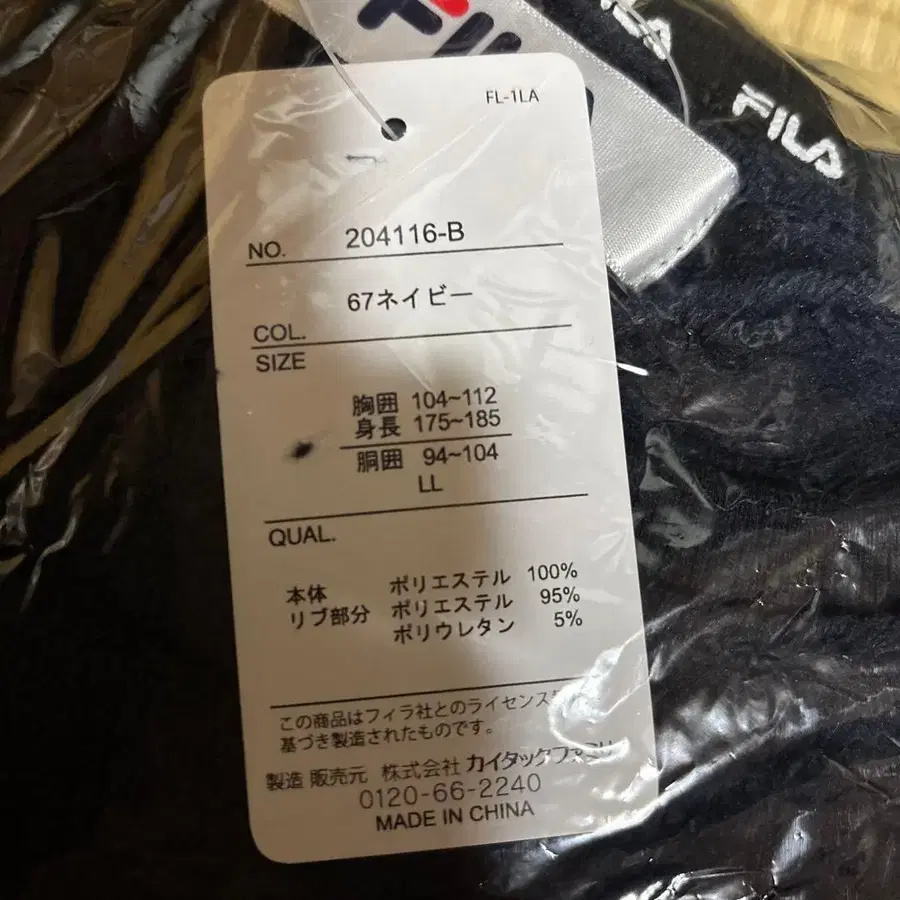 FILA
FILA
FILA
FL-1LA
NO. 204116-B
67ネイビー
COL.
SIZE
胸囲 104~112
身長 175~185
胴囲 94~104
LL
QUAL.
本体 ポリエステル 100%
リブ部分 ポリエステル 95%
ポリウレタン 5%
この商品はフィラ社とのライセンス
基づき製造されたものです。
製造 販売元 株式会社 カイタックファミリ
0120-66-2240
MADE IN CHINA